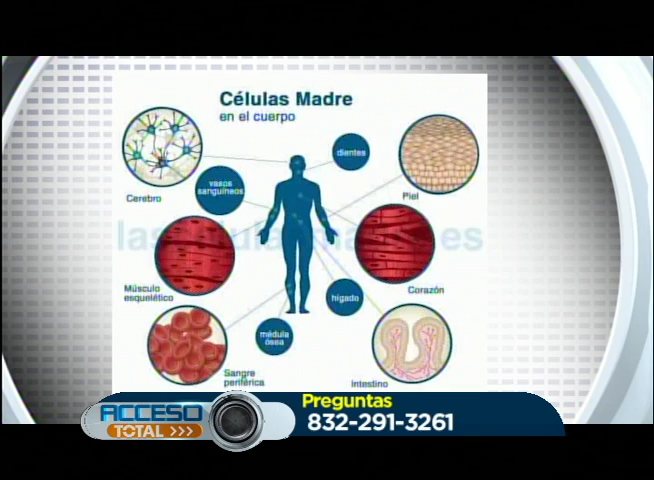 Células Madre
en el cuerpo
dientes
vasos
sanguíneos
Cerebro
Piel
Músculo
esquelético
Corazón
hígado
médula
ósea
Sangre
periférica
Intestino
ACCESO
TOTAL >>>
Preguntas
832-291-3261